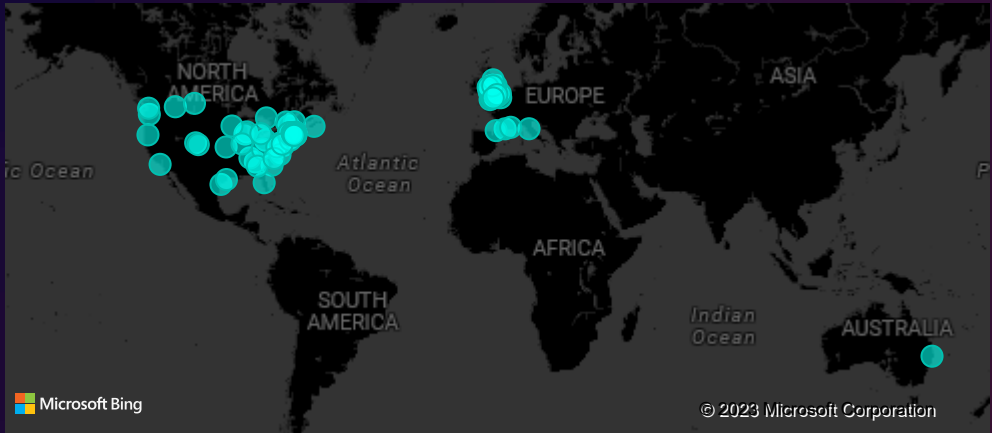 NORTH
AMERICA
ASIA
EUROPE
Atlantic
Ocean
ic Ocean
P
AFRICA
SOUTH
AMERICA
Indian
Ocean
AUSTRALIA
Microsoft Bing
© 2023 Microsoft Corporation